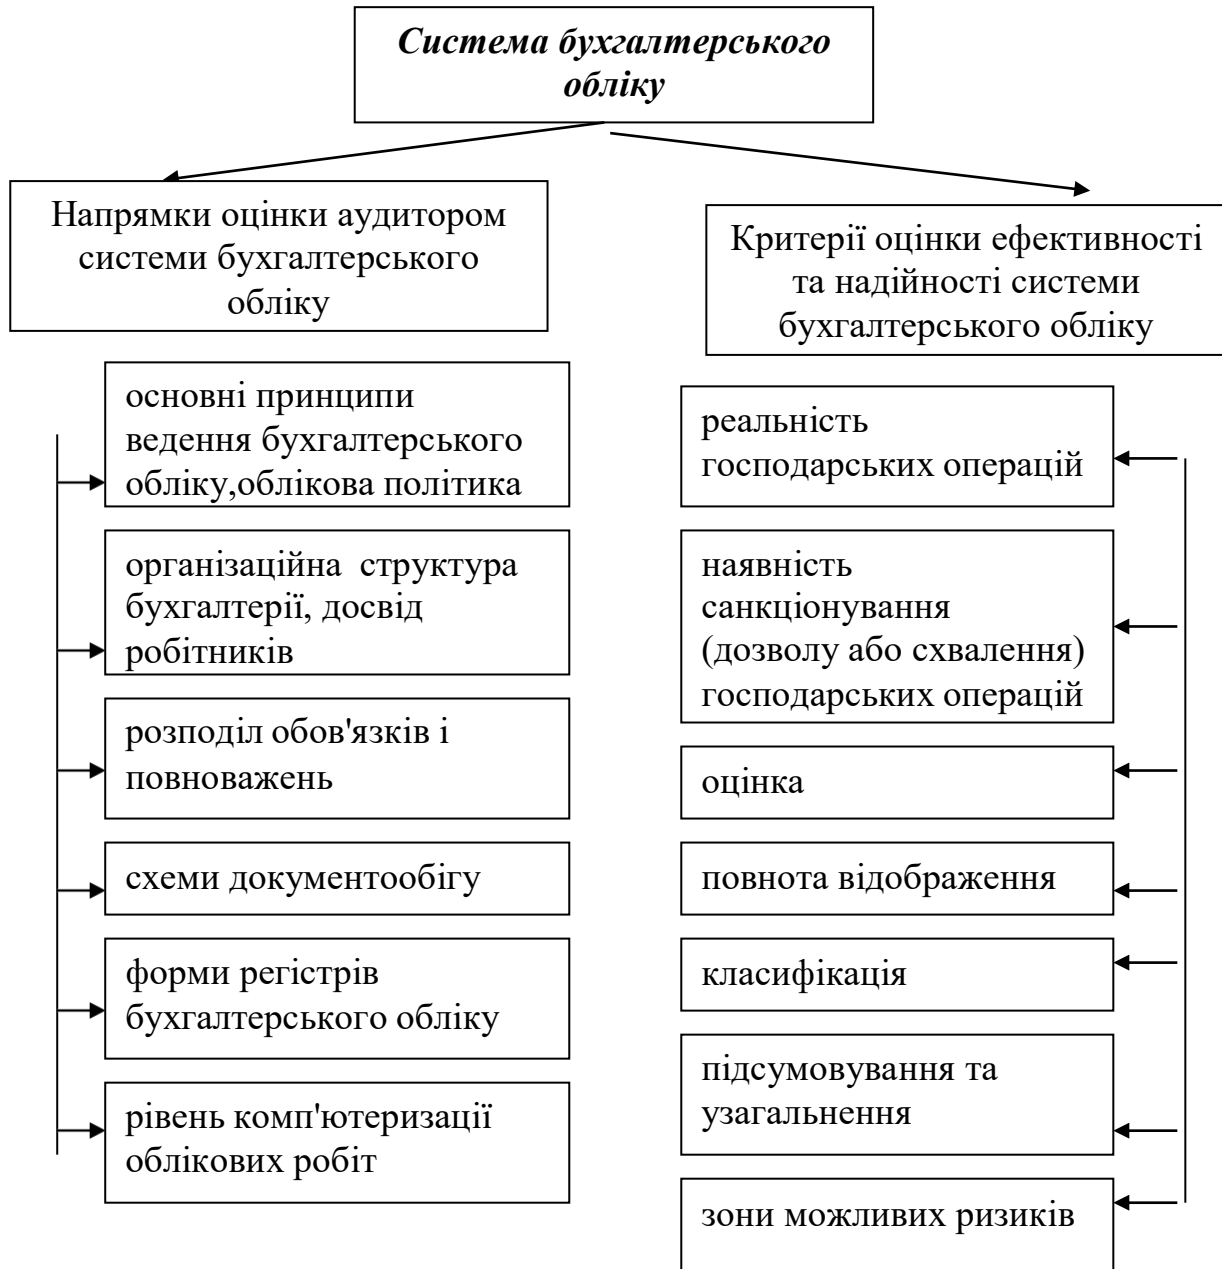 Система бухгалтерського
обліку
Напрямки оцінки аудитором
системи бухгалтерського
обліку
Критерії оцінки ефективності
та надійності системи
бухгалтерського обліку
основні принципи
ведення бухгалтерського
обліку,облікова політика
організаційна структура
бухгалтерії, досвід
робітників
розподіл обов'язків і
повноважень
схеми документообігу
форми регістрів
бухгалтерського обліку
рівень комп'ютеризації
облікових робіт
реальність
господарських операцій
наявність
санкціонування
(дозволу або схвалення)
господарських операцій
оцінка
повнота відображення
класифікація
підсумовування та
узагальнення
зони можливих ризиків